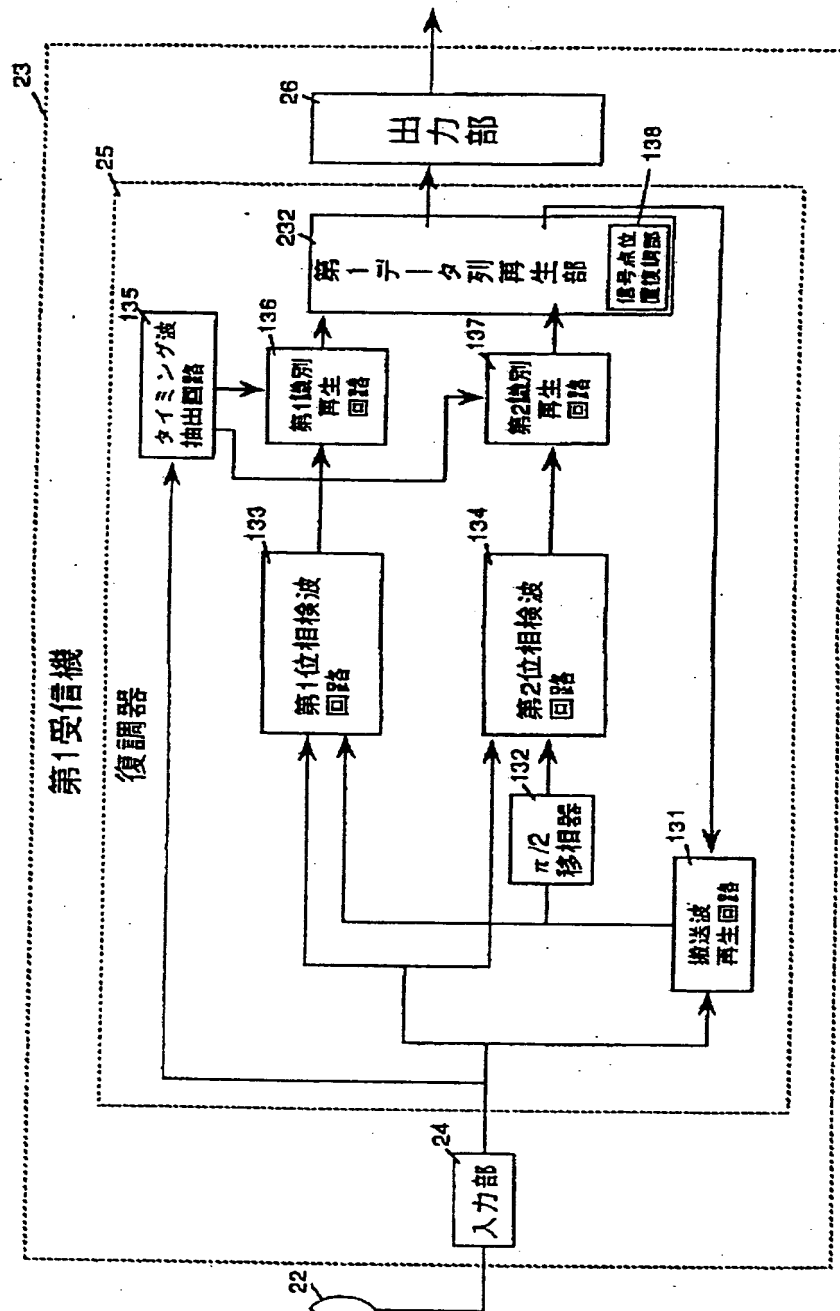 第1受信機
23
復調器
25
22
24
入力部
131
搬送波
再生回路
132
π/2
移相器
133
第1位相検波
回路
134
第2位相検波
回路
135
タイミング波
抽出回路
136
第1識別
再生
回路
137
第2識別
再生
回路
232
第1データ列再生部
138
信号点位
置復調部
26
出力部